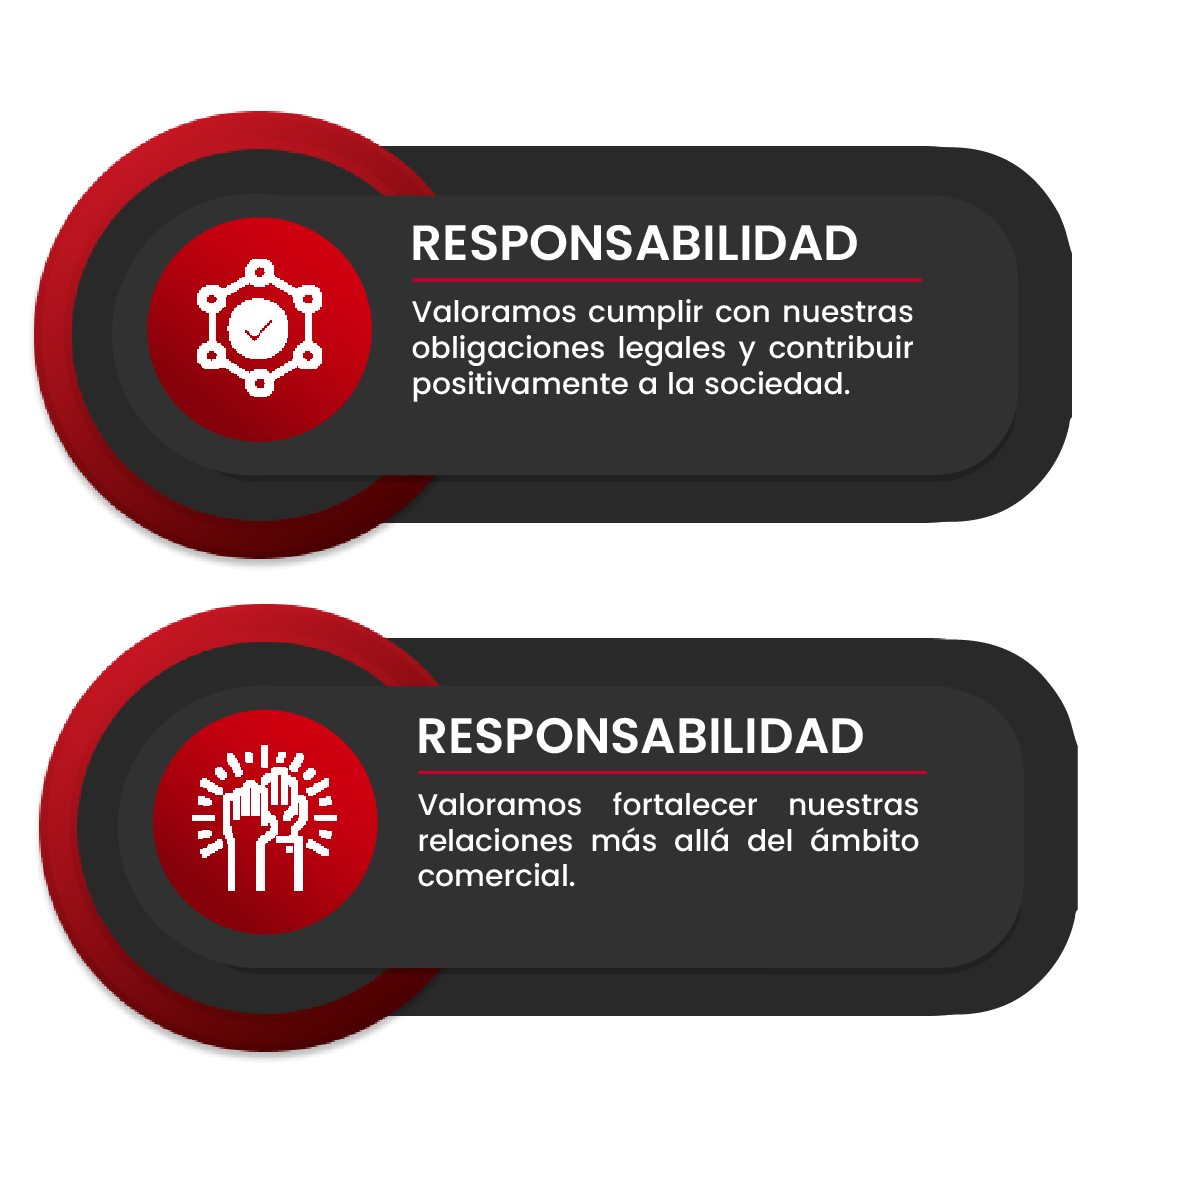 RESPONSABILIDAD
Valoramos cumplir con nuestras
obligaciones legales y contribuir
positivamente a la sociedad.
RESPONSABILIDAD
Valoramos fortalecer nuestras
relaciones más allá del ámbito
comercial.